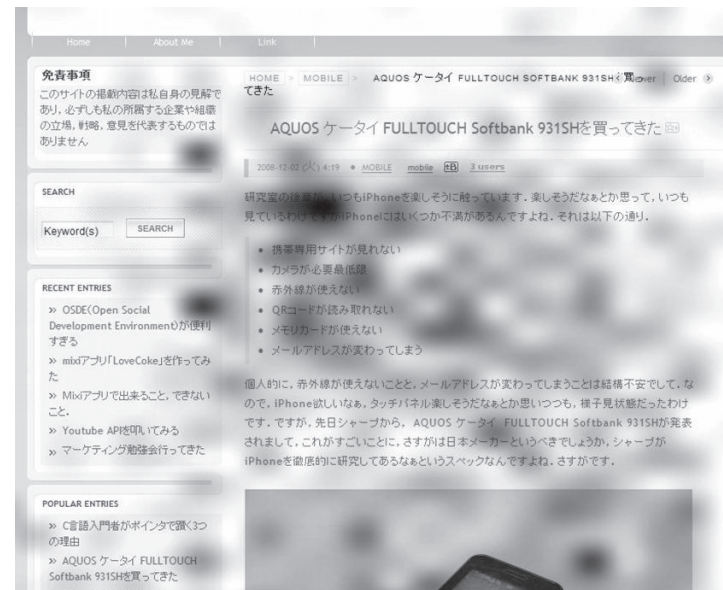 Home About Me Link
免責事項
このサイトの掲載内容は私自身の見解で
あり、必ずしも私の所属する企業や組織
の立場、戦略、意見を代表するものでは
ありません
SEARCH
Keyword(s) SEARCH
RECENT ENTRIES
» OSDE(Open Social
Development Environment)が便利
すぎる
» mixiアプリ「LoveCoke」を作ってみ
た
» Mixiアプリで出来ること、できない
こと.
» Youtube APIを叩いてみる
» マーケティング勉強会行ってきた
POPULAR ENTRIES
» C言語入門者がポインタで躓く3つ
の理由
» AQUOS ケータイ FULLTOUCH
Softbank 931SHを買ってきた
HOME > MOBILE > AQUOS ケータイ FULLTOUCH SOFTBANK 931SHを買っ
てきた
Older
AQUOS ケータイ FULLTOUCH Softbank 931SHを買ってきた
2008-12-02 (火) 4:19 • MOBILE mobile 3 users
研究室の後輩が、いつもiPhoneを楽しそうに触っています. 楽しそうだなぁとか思って、いつも
見ているわけですがiPhoneにはいくつか不満があるんですよね. それは以下の通り.
• 携帯専用サイトが見れない
• カメラが必要最低限
• 赤外線が使えない
• QRコードが読み取れない
• メモリカードが使えない
• メールアドレスが変わってしまう
個人的に、赤外線が使えないことと、メールアドレスが変わってしまうことは結構不安でして. な
ので、iPhone欲しいなぁ、タッチパネル楽しそうだなぁとか思いつつも、様子見状態だったわけ
です. ですが、先日シャープから、 AQUOS ケータイ FULLTOUCH Softbank 931SHが発表
されまして、これがすごいことに、さすがは日本メーカーというべきでしょうか、シャープが
iPhoneを徹底的に研究してあるなぁというスペックなんですよね. さすがです.